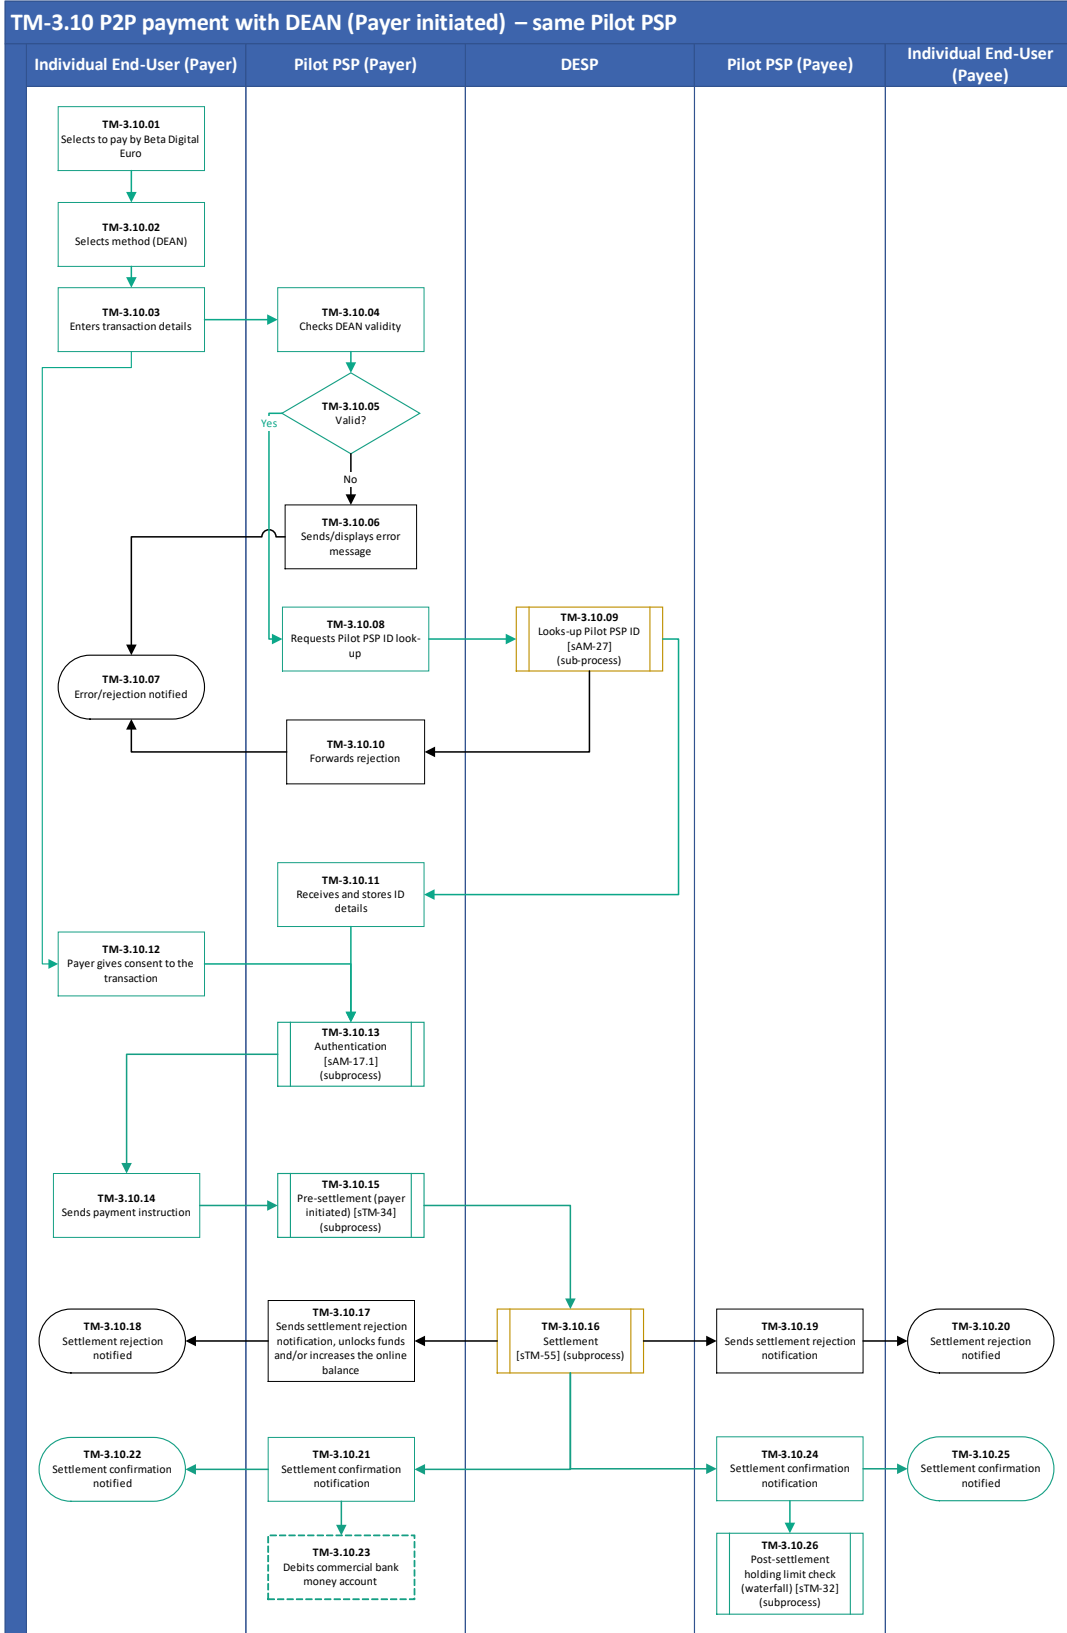 TM-3.10 P2P payment with DEAN (Payer initiated) – same Pilot PSP
Individual End-User (Payer)
Pilot PSP (Payer)
DESP
Pilot PSP (Payee)
Individual End-User
(Payee)
TM-3.10.01
Selects to pay by Beta Digital
Euro
TM-3.10.02
Selects method (DEAN)
TM-3.10.03
Enters transaction details
TM-3.10.04
Checks DEAN validity
TM-3.10.05
Valid?
Yes
No
TM-3.10.06
Sends/displays error
message
TM-3.10.08
Requests Pilot PSP ID look-
up
TM-3.10.09
Looks-up Pilot PSP ID
[sAM-27]
(sub-process)
TM-3.10.07
Error/rejection notified
TM-3.10.10
Forwards rejection
TM-3.10.11
Receives and stores ID
details
TM-3.10.12
Payer gives consent to the
transaction
TM-3.10.13
Authentication
[sAM-17.1]
(subprocess)
TM-3.10.14
Sends payment instruction
TM-3.10.15
Pre-settlement (payer
initiated) [sTM-34]
(subprocess)
TM-3.10.18
Settlement rejection
notified
TM-3.10.17
Sends settlement rejection
notification, unlocks funds
and/or increases the online
balance
TM-3.10.16
Settlement
[sTM-55] (subprocess)
TM-3.10.19
Sends settlement rejection
notification
TM-3.10.20
Settlement rejection
notified
TM-3.10.22
Settlement confirmation
notified
TM-3.10.21
Settlement confirmation
notification
TM-3.10.24
Settlement confirmation
notification
TM-3.10.25
Settlement confirmation
notified
TM-3.10.23
Debits commercial bank
money account
TM-3.10.26
Post-settlement
holding limit check
(waterfall) [sTM-32]
(subprocess)